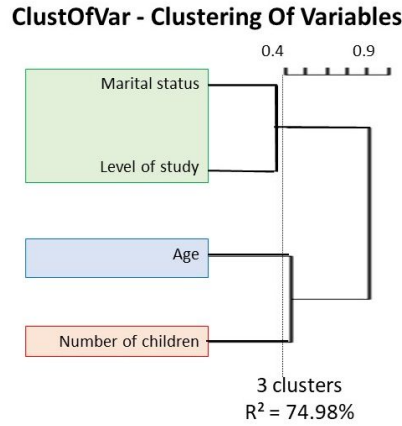 ClustOfVar - Clustering Of Variables
0.4 0.9
Marital status
Level of study
Age
Number of children
3 clusters
R² = 74.98%